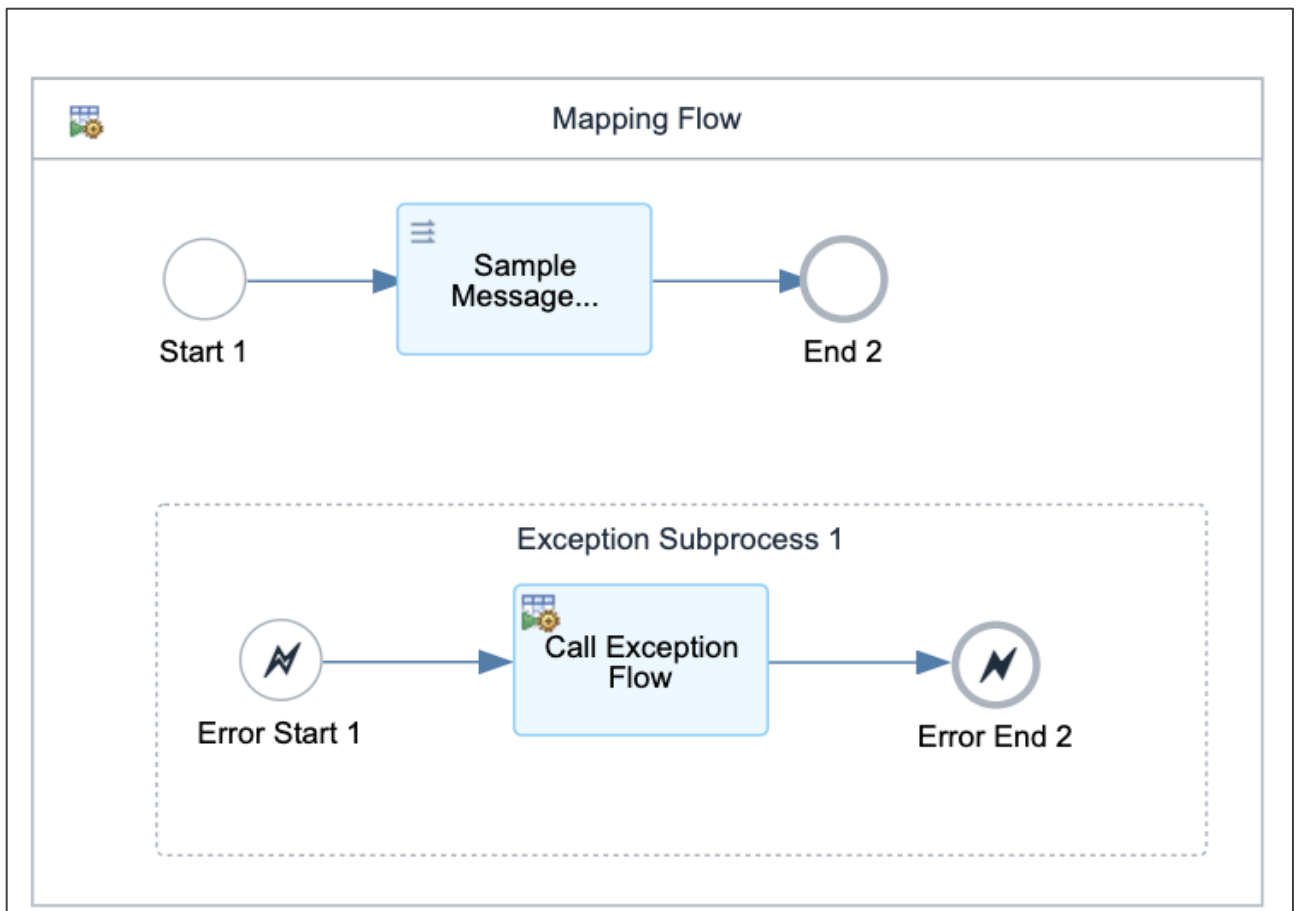 Mapping Flow
Sample
Message...
Start 1
End 2
Exception Subprocess 1
Call Exception
Flow
Error Start 1
Error End 2